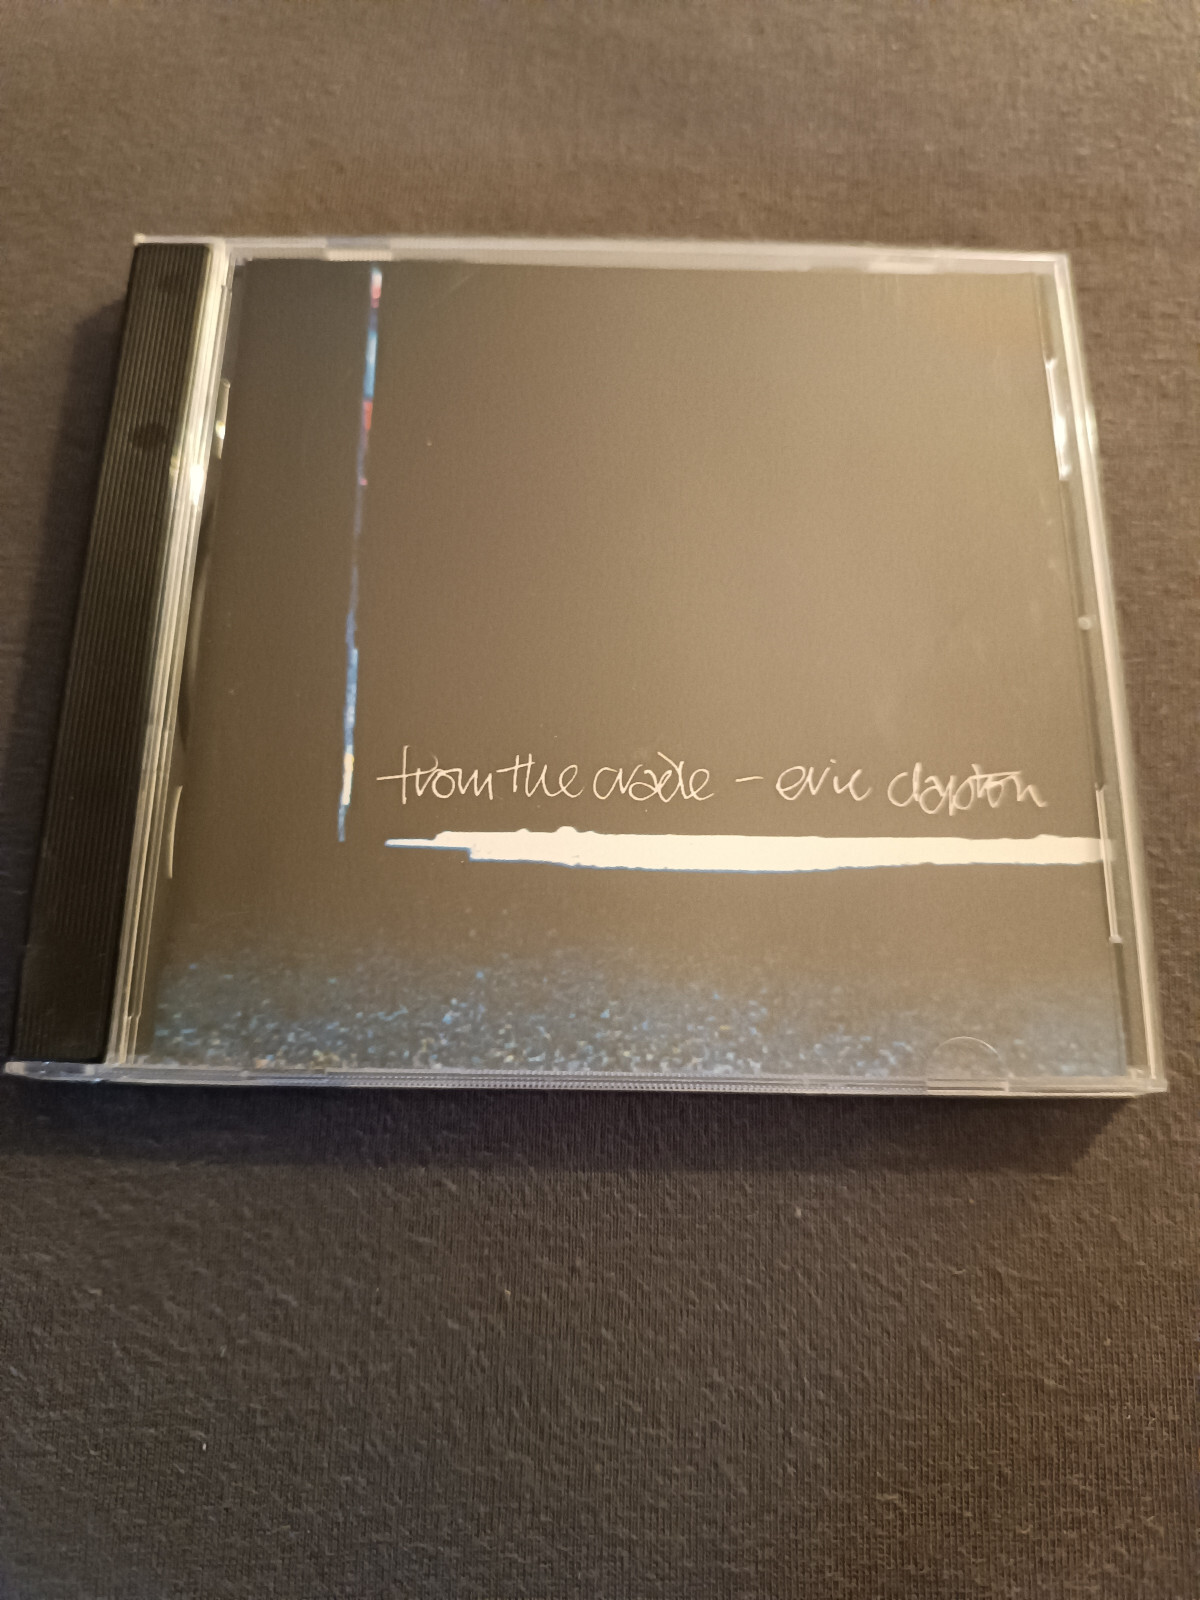 from the cradle - eric clapton